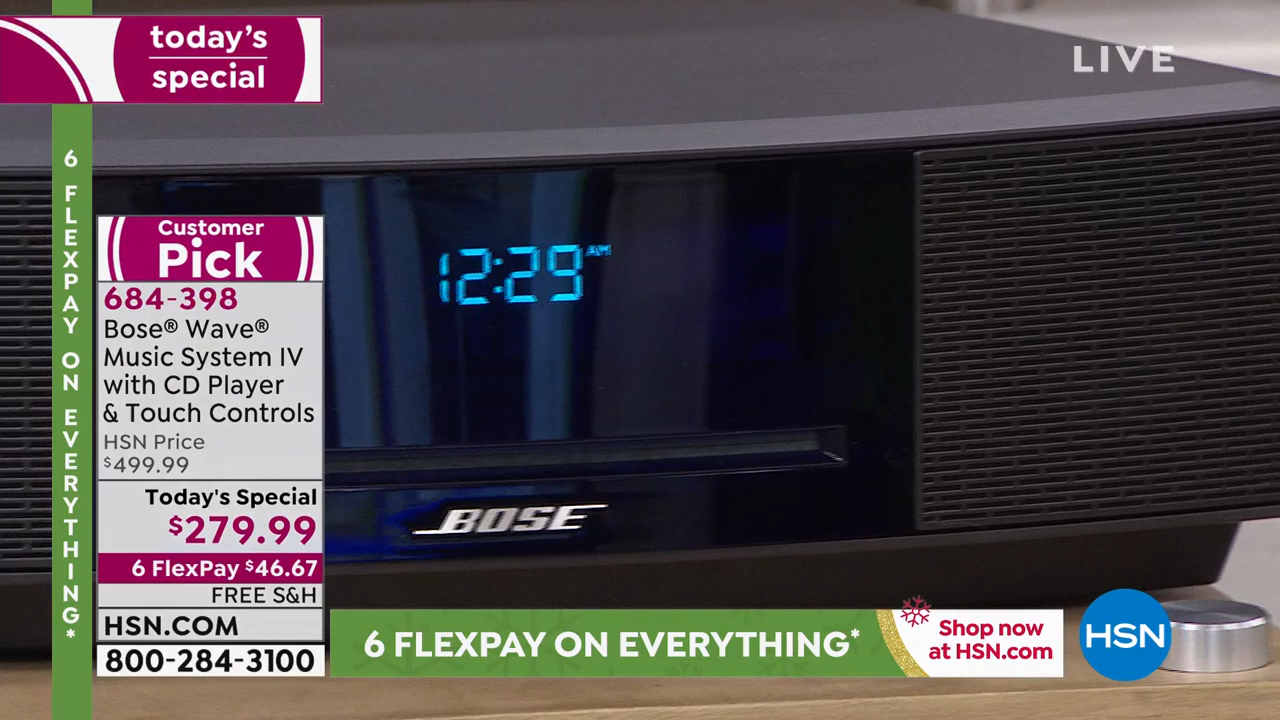 today's
special
LIVE
6 FLEXPAY ON EVERYTHING*
Customer
Pick
684-398
Bose® Wave®
Music System IV
with CD Player
& Touch Controls
HSN Price
$499.99
Today's Special
$279.99
6 FlexPay $46.67
FREE S&H
HSN.COM
800-284-3100
12:29 AM
BOSE
6 FLEXPAY ON EVERYTHING*
Shop now
at HSN.com
HSN